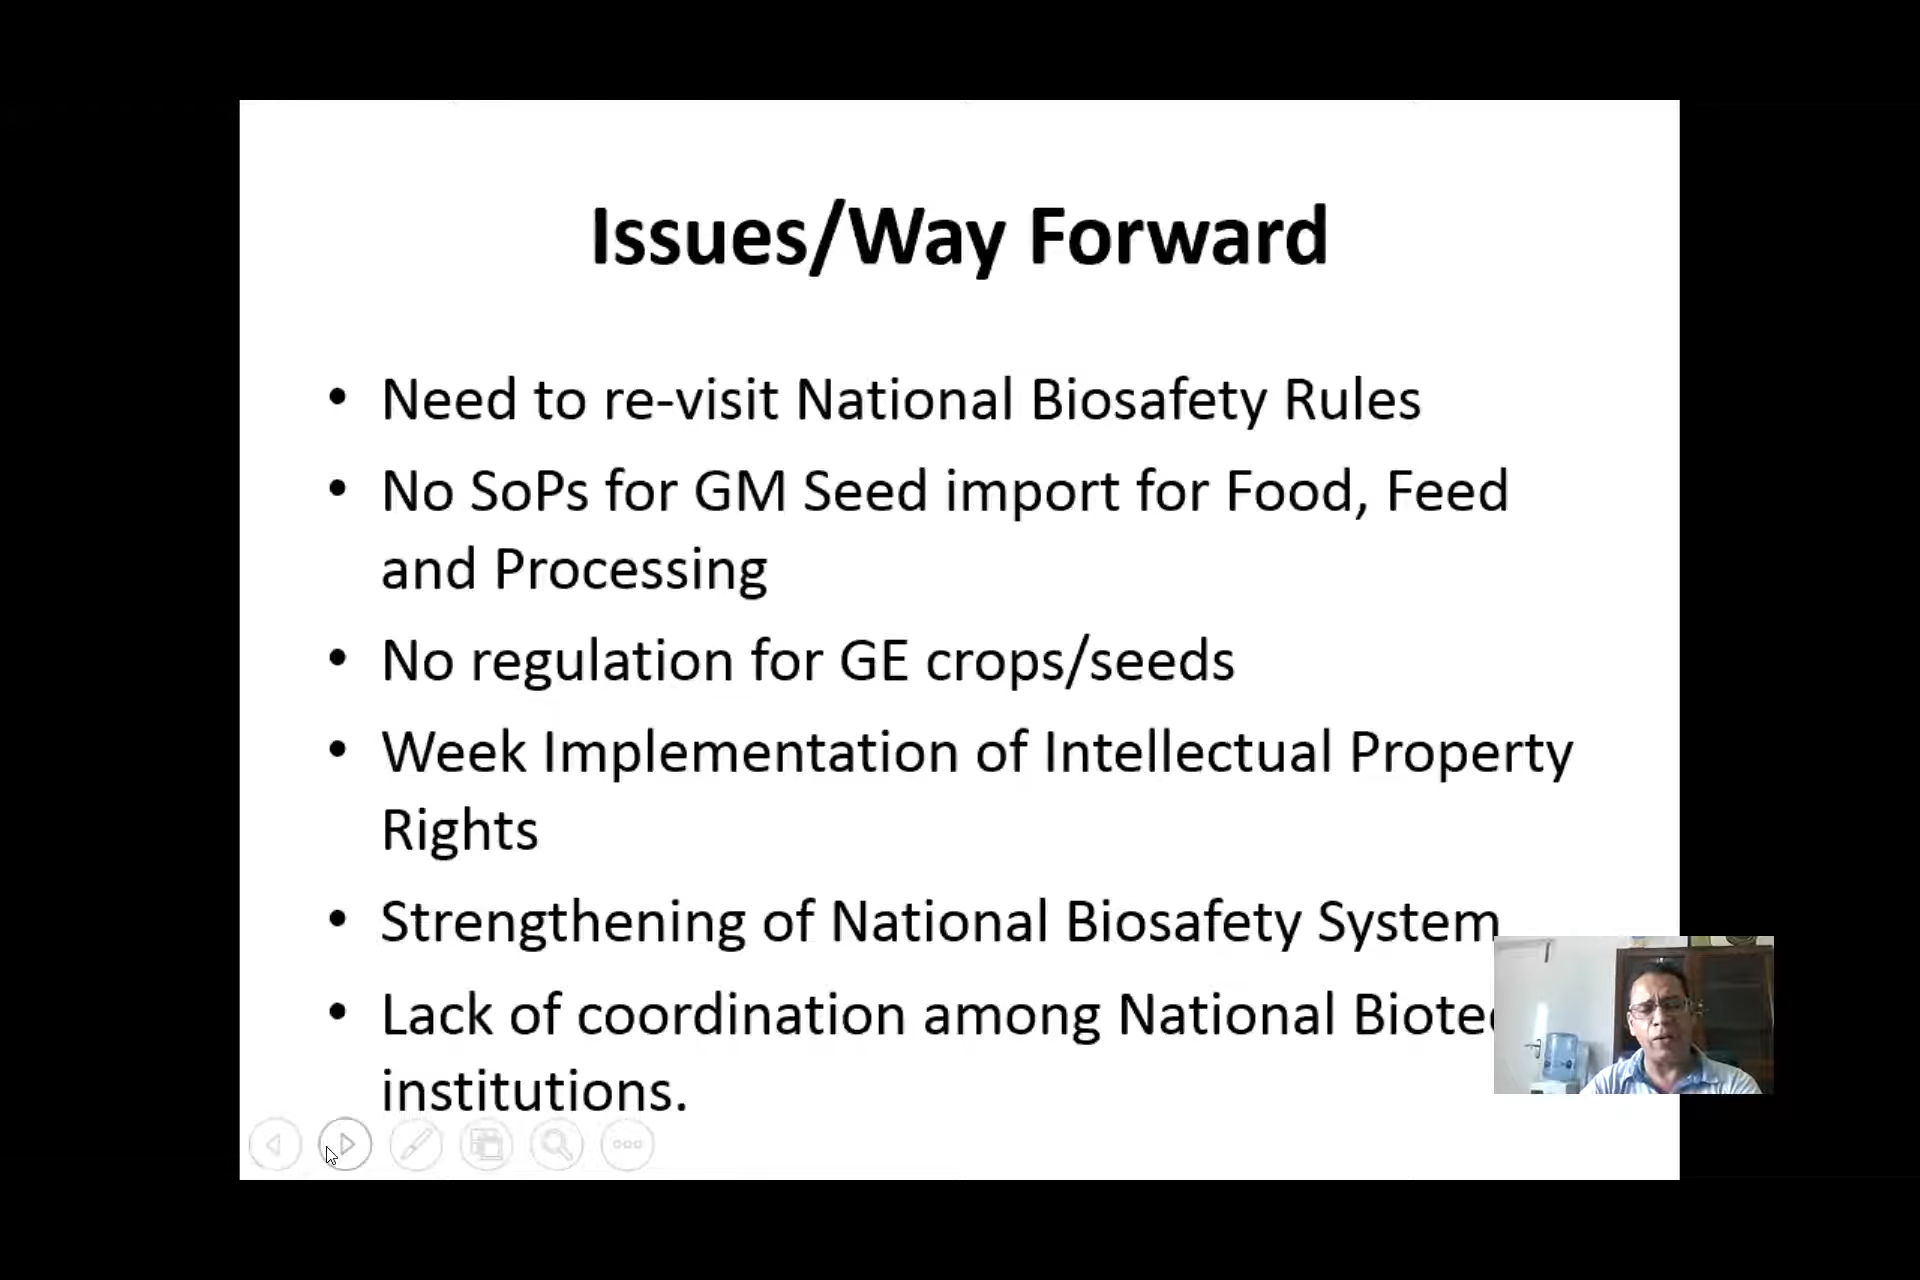 Issues/Way Forward
• Need to re-visit National Biosafety Rules
• No SoPs for GM Seed import for Food, Feed
and Processing
• No regulation for GE crops/seeds
• Week Implementation of Intellectual Property
Rights
• Strengthening of National Biosafety System
• Lack of coordination among National
institutions.